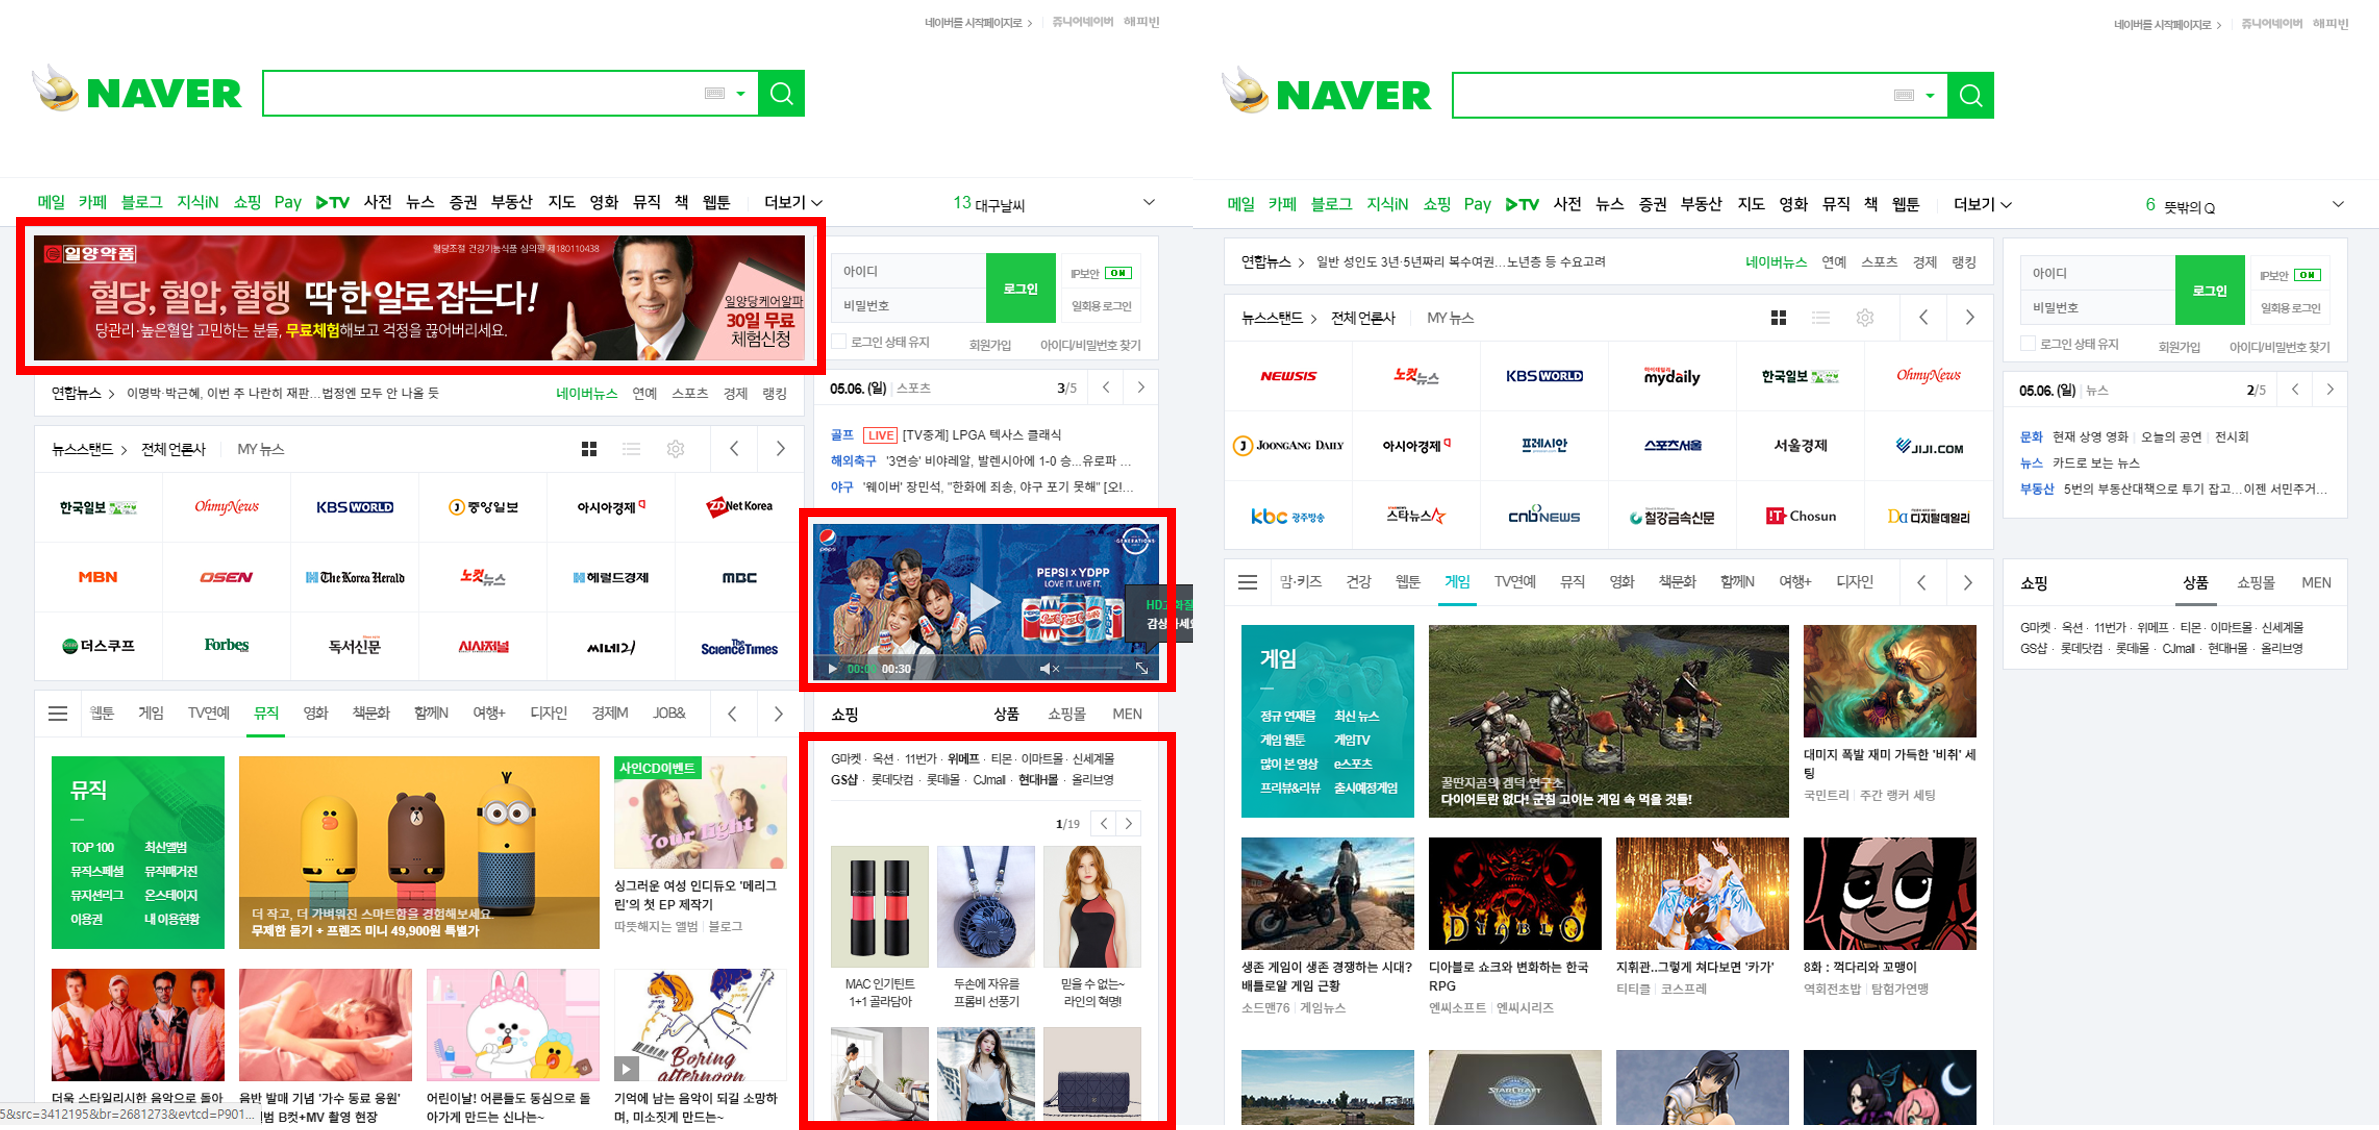 네이버를 시작페이지로 > 쥬니어네이버 해피빈
NAVER
메일 카페 블로그 지식iN 쇼핑 Pay TV 사전 뉴스 증권 부동산 지도 영화 뮤직 책 웹툰 더보기
13 대구날씨
일양약품
혈당조절 건강기능식품 심의필 제180110438
혈당, 혈압, 혈행 딱 한 알로 잡는다!
당관리·높은혈압 고민하는 분들, 무료체험해보고 걱정을 끊어버리세요.
일양당케어알파
30일 무료
체험신청
아이디
비밀번호
로그인
IP보안 ON
일회용 로그인
로그인 상태 유지 회원가입 아이디/비밀번호 찾기
연합뉴스 > 이명박·박근혜, 이번 주 나란히 재판...법정엔 모두 안 나올 듯
네이버뉴스 연예 스포츠 경제 랭킹
05.06. (일) 스포츠 3/5
골프 LIVE [TV중계] LPGA 텍사스 클래식
해외축구 '3연승' 비야레알, 발렌시아에 1-0 승...유로파 ...
야구 '웨이버' 장민석, "한화에 죄송, 야구 포기 못해" [오!...
뉴스스탠드 > 전체 언론사 MY 뉴스
한국일보 OhmyNews KBS WORLD 중앙일보 아시아경제 ZDNet Korea
MBN OSEN The Korea Herald 노컷뉴스 헤럴드경제 MBC
더스쿠프 Forbes 독서신문 시사저널 씨네21 The ScienceTimes
pepsi
GENERATIONS
PEPSI X YDPP
LOVE IT. LIVE IT.
00:00 00:30
웹툰 게임 TV연예 뮤직 영화 책문화 함께N 여행+ 디자인 경제M JOB&
쇼핑 상품 쇼핑몰 MEN
G마켓 · 옥션 · 11번가 · 위메프 · 티몬 · 이마트몰 · 신세계몰
GS샵 · 롯데닷컴 · 롯데몰 · CJmall · 현대H몰 · 올리브영
1/19
뮤직
TOP 100 최신앨범
뮤직스페셜 뮤직매거진
뮤지션리그 온스테이지
이용권 내 이용현황
더 작고, 더 가벼워진 스마트함을 경험해보세요.
무제한 듣기 + 프렌즈 미니 49,900원 특별가
사인CD이벤트
Your light
싱그러운 여성 인디듀오 '메리그
린'의 첫 EP 제작기
따뜻해지는 앨범 | 블로그
MAC 인기틴트
1+1 골라담아
두손에 자유를
프롬비 선풍기
믿을 수 없는~
라인의 혁명!
Boring
afternoon
더욱 스타일리시한 음악으로 돌아
음반 발매 기념 '가수 동료 응원'
앨범 B컷+MV 촬영 현장
어린이날! 어른들도 동심으로 돌
아가게 만드는 신나는~
기억에 남는 음악이 되길 소망하
며, 미소짓게 만드는~
5&src=3412195&br=2681273&evtcd=P901...
네이버를 시작페이지로 > 쥬니어네이버 해피빈
NAVER
메일 카페 블로그 지식iN 쇼핑 Pay TV 사전 뉴스 증권 부동산 지도 영화 뮤직 책 웹툰 더보기
6 뜻밖의 Q
연합뉴스 > 일반 성인도 3년·5년짜리 복수여권...노년층 등 수요고려
네이버뉴스 연예 스포츠 경제 랭킹
아이디
비밀번호
로그인
IP보안 ON
일회용 로그인
로그인 상태 유지 회원가입 아이디/비밀번호 찾기
뉴스스탠드 > 전체 언론사 MY 뉴스
NEWSIS 노컷뉴스 KBS WORLD 마이데일리 mydaily 한국일보 OhmyNews
JOONGANG DAILY 아시아경제 프레시안 스포츠서울 서울경제 JIJI.COM
kbc 광주방송 스타뉴스 CNBNEWS 철강금속신문 IT Chosun 디지털데일리
05.06. (일) 뉴스 2/5
문화 현재 상영 영화 | 오늘의 공연 | 전시회
뉴스 카드로 보는 뉴스
부동산 5번의 부동산대책으로 투기 잡고...이젠 서민주거...
맘·키즈 건강 웹툰 게임 TV연예 뮤직 영화 책문화 함께N 여행+ 디자인
쇼핑 상품 쇼핑몰 MEN
G마켓 · 옥션 · 11번가 · 위메프 · 티몬 · 이마트몰 · 신세계몰
GS샵 · 롯데닷컴 · 롯데몰 · CJmall · 현대H몰 · 올리브영
게임
정규 연재물 최신 뉴스
게임 웹툰 게임TV
많이 본 영상 e스포츠
프리뷰&리뷰 출시예정게임
꿀딴지곰의 겜덕 연구소
다이어트란 없다! 군침 고이는 게임 속 먹을 것들!
대미지 폭발 재미 가득한 '비취' 세
팅
국민트리 | 주간 랭커 세팅
DIABLO
생존 게임이 생존 경쟁하는 시대?
배틀로얄 게임 근황
소드맨76 | 게임뉴스
디아블로 쇼크와 변화하는 한국
RPG
엔씨소프트 | 엔씨시리즈
지휘관..그렇게 쳐다보면 '카가'
티티클 | 코스프레
8화 : 꺽다리와 꼬맹이
역회전초밥 | 탐험가연맹
STARCRAFT